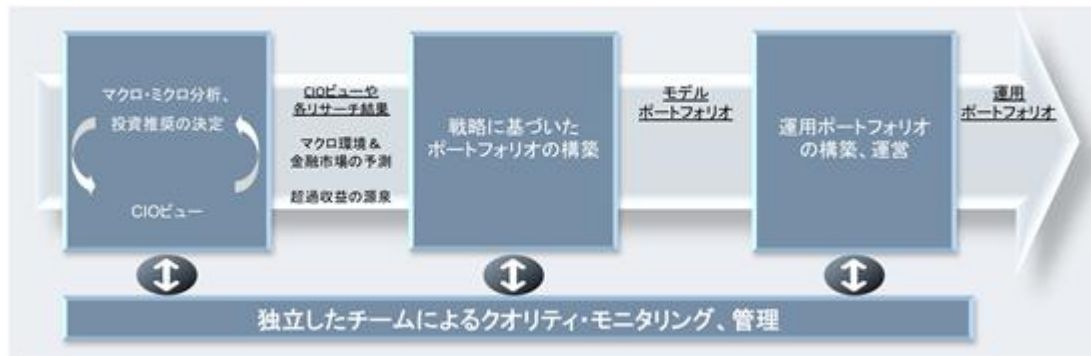 マクロ・ミクロ分析、
投資推奨の決定
CIOビュー
CIOビューや
各リサーチ結果
マクロ環境&
金融市場の予測
超過収益の源泉
戦略に基づいた
ポートフォリオの構築
モデル
ポートフォリオ
運用ポートフォリオ
の構築、運営
運用
ポートフォリオ
独立したチームによるクオリティ・モニタリング、管理